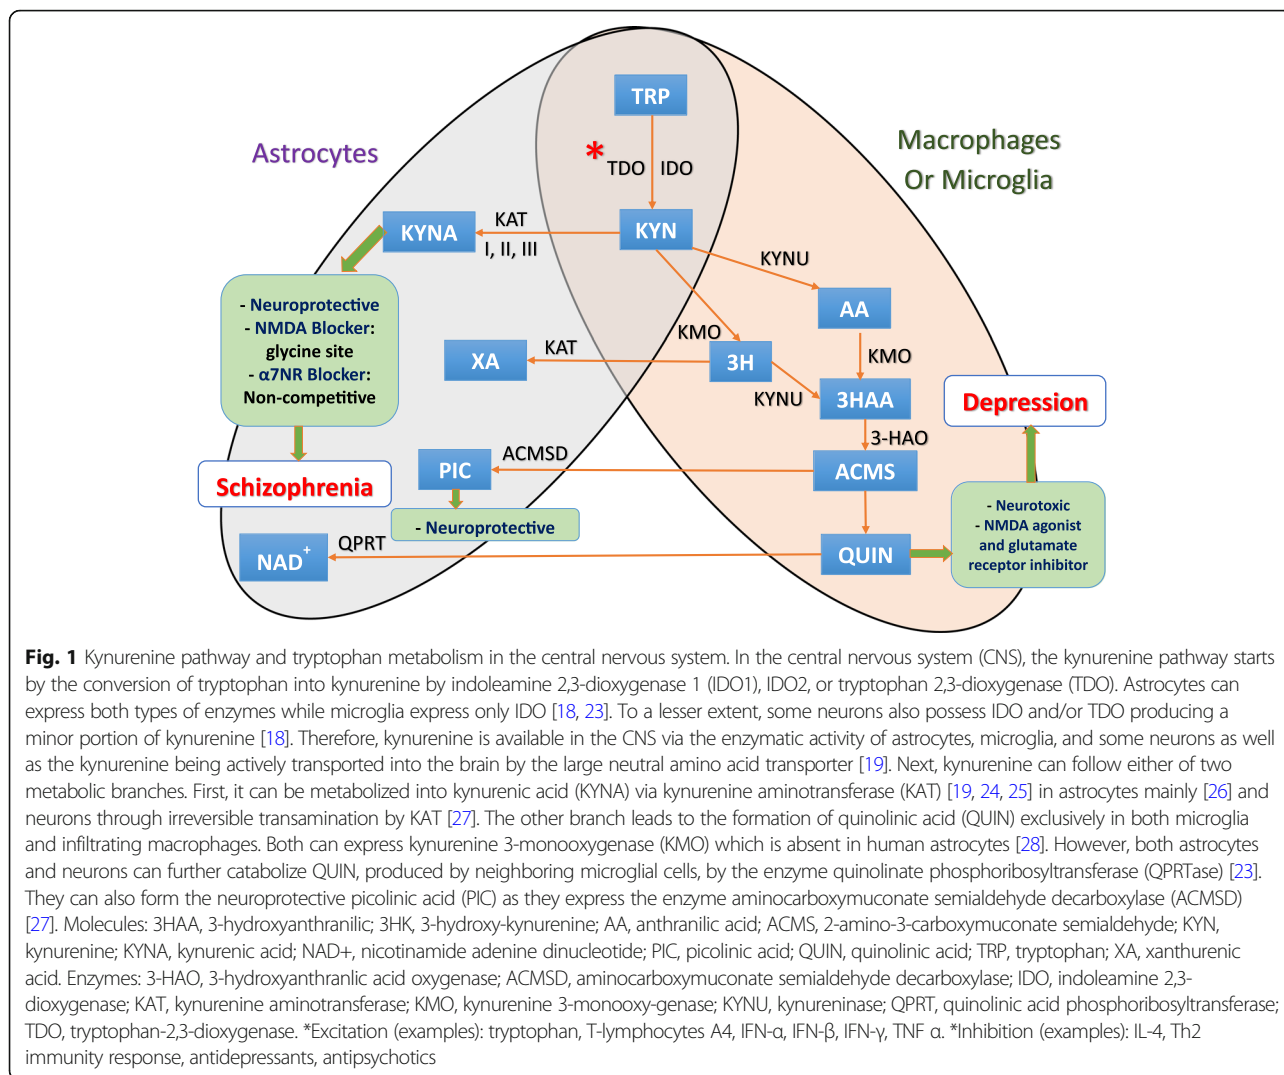 TRP
Astrocytes
Macrophages
Or Microglia
*
TDO
IDO
KYNA
KAT
I, II, III
KYN
KYNU
- Neuroprotective
- NMDA Blocker:
glycine site
- α7NR Blocker:
Non-competitive
AA
XA
KAT
KMO
3H
KMO
KYNU
3HAA
Depression
3-HAO
Schizophrenia
PIC
ACMSD
ACMS
- Neuroprotective
- Neurotoxic
- NMDA agonist
and glutamate
receptor inhibitor
NAD+
QPRT
QUIN
Fig. 1 Kynurenine pathway and tryptophan metabolism in the central nervous system. In the central nervous system (CNS), the kynurenine pathway starts
by the conversion of tryptophan into kynurenine by indoleamine 2,3-dioxygenase 1 (IDO1), IDO2, or tryptophan 2,3-dioxygenase (TDO). Astrocytes can
express both types of enzymes while microglia express only IDO [18, 23]. To a lesser extent, some neurons also possess IDO and/or TDO producing a
minor portion of kynurenine [18]. Therefore, kynurenine is available in the CNS via the enzymatic activity of astrocytes, microglia, and some neurons as well
as the kynurenine being actively transported into the brain by the large neutral amino acid transporter [19]. Next, kynurenine can follow either of two
metabolic branches. First, it can be metabolized into kynurenic acid (KYNA) via kynurenine aminotransferase (KAT) [19, 24, 25] in astrocytes mainly [26] and
neurons through irreversible transamination by KAT [27]. The other branch leads to the formation of quinolinic acid (QUIN) exclusively in both microglia
and infiltrating macrophages. Both can express kynurenine 3-monooxygenase (KMO) which is absent in human astrocytes [28]. However, both astrocytes
and neurons can further catabolize QUIN, produced by neighboring microglial cells, by the enzyme quinolinate phosphoribosyltransferase (QPRTase) [23].
They can also form the neuroprotective picolinic acid (PIC) as they express the enzyme aminocarboxymuconate semialdehyde decarboxylase (ACMSD)
[27]. Molecules: 3HAA, 3-hydroxyanthranilic; 3HK, 3-hydroxy-kynurenine; AA, anthranilic acid; ACMS, 2-amino-3-carboxymuconate semialdehyde; KYN,
kynurenine; KYNA, kynurenic acid; NAD+, nicotinamide adenine dinucleotide; PIC, picolinic acid; QUIN, quinolinic acid; TRP, tryptophan; XA, xanthurenic
acid. Enzymes: 3-HAO, 3-hydroxyanthranlic acid oxygenase; ACMSD, aminocarboxymuconate semialdehyde decarboxylase; IDO, indoleamine 2,3-
dioxygenase; KAT, kynurenine aminotransferase; KMO, kynurenine 3-monooxy-genase; KYNU, kynureninase; QPRT, quinolinic acid phosphoribosyltransferase;
TDO, tryptophan-2,3-dioxygenase. *Excitation (examples): tryptophan, T-lymphocytes A4, IFN-α, IFN-β, IFN-γ, TNF α. *Inhibition (examples): IL-4, Th2
immunity response, antidepressants, antipsychotics